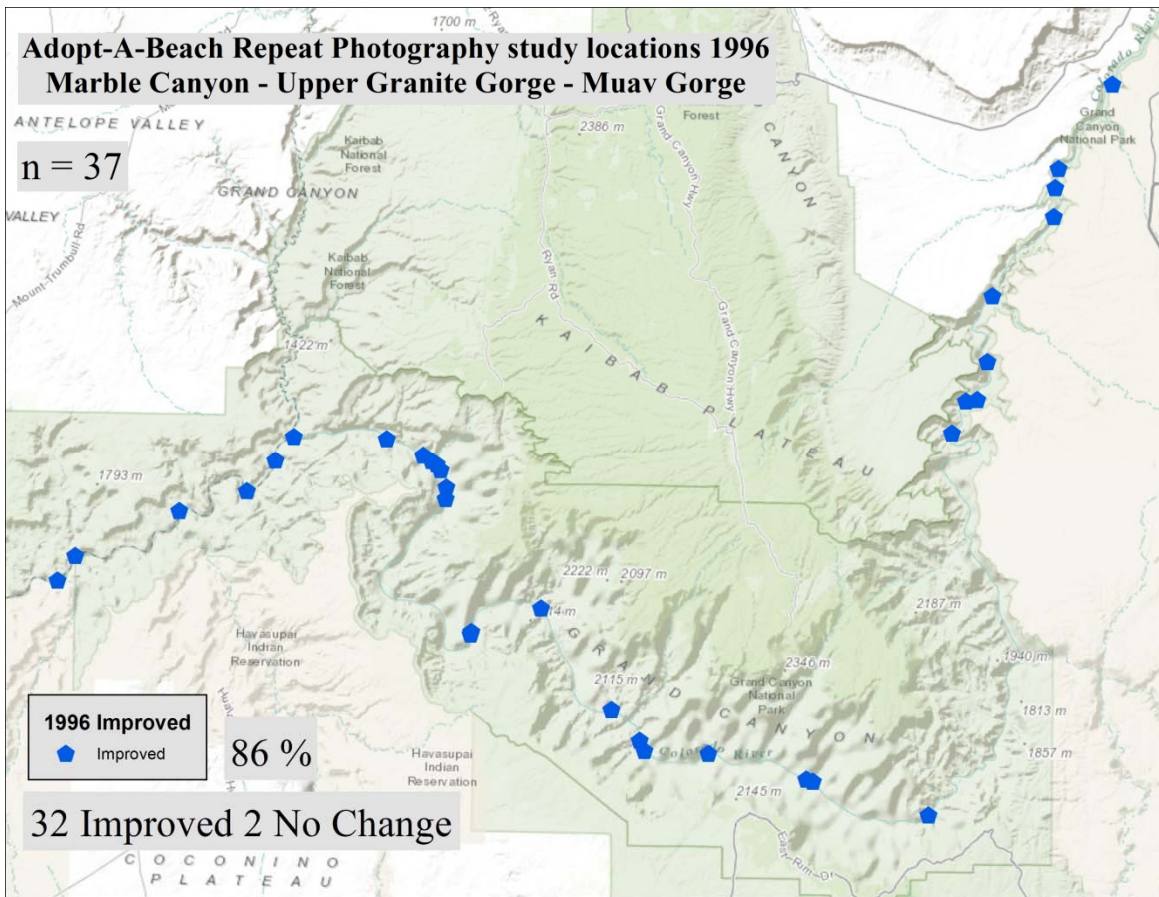 Adopt-A-Beach Repeat Photography study locations 1996
Marble Canyon - Upper Granite Gorge - Muav Gorge
n = 37
1700 m
ANTELOPE VALLEY
Kaibab
National
Forest
2386 m
Forest
Grand Canyon Hwy
CANYON
Colorado River
Grand
Canyon
National Park
GRAND CANYON
VALLEY
Mount-Trumbull Rd
Kaibab
National
Forest
Ryan Rd
Grand Canyon Hwy
KAIBAB PLATEAU
1422 m
1793 m
2222 m
2097 m
14 m
2187 m
Havasupai
Indian
Reservation
GRAND CANYON
2115 m
2346 m
Grand Canyon
National
Park
1940 m
1813 m
1857 m
Colorado River
Havasupai
Indian
Reservation
2145 m
East Rim Dr
1996 Improved
Improved
86 %
32 Improved 2 No Change
COCONINO
PLATEAU